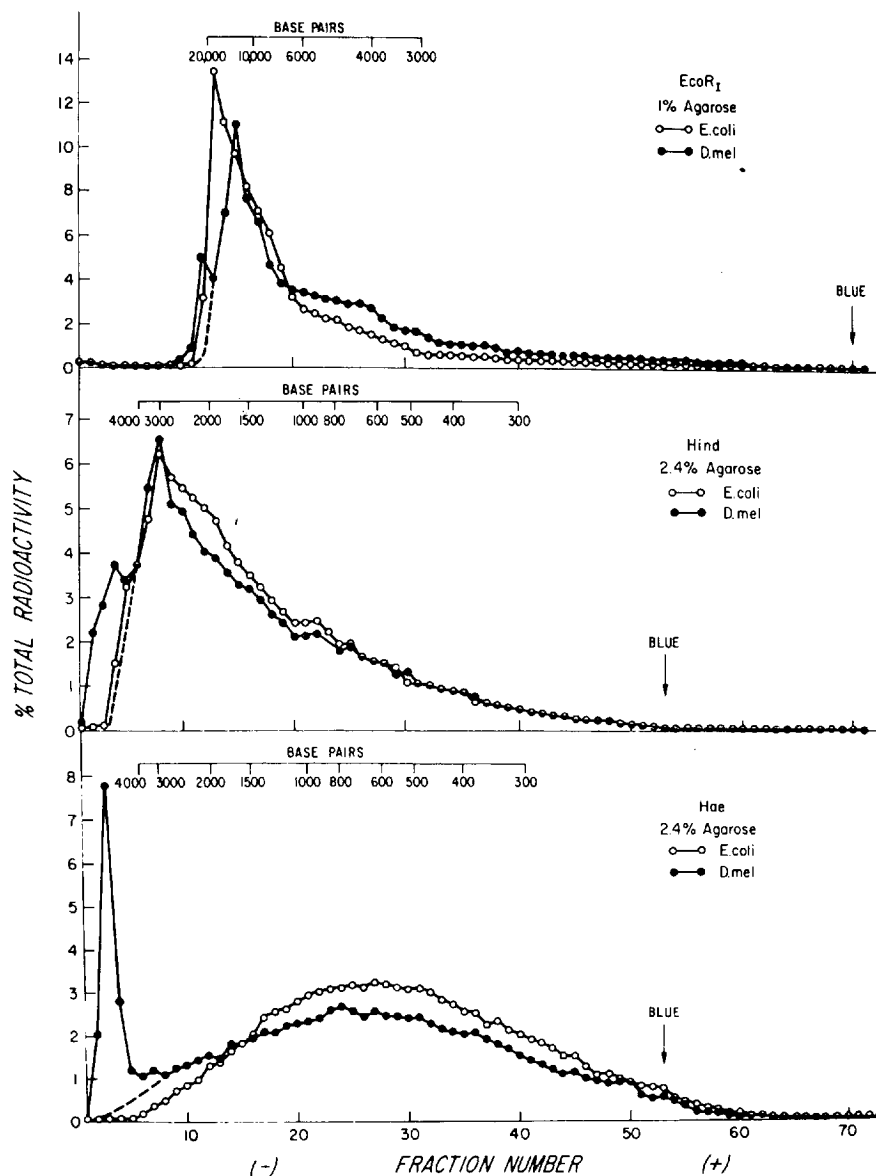 BASE PAIRS
20,000 10,000 6000 4000 3000
14
12
10
8
6
4
2
0
EcoR I
1% Agarose
E.coli
D.mel
BLUE
BASE PAIRS
4000 3000 2000 1500 1000 800 600 500 400 300
7
6
5
4
3
2
1
0
Hind
2.4% Agarose
E.coli
D.mel
BLUE
% TOTAL RADIOACTIVITY
BASE PAIRS
4000 3000 2000 1500 1000 800 600 500 400 300
8
7
6
5
4
3
2
1
0
Hae
2.4% Agarose
E.coli
D.mel
BLUE
10 20 30 40 50 60 70
(-) FRACTION NUMBER (+)